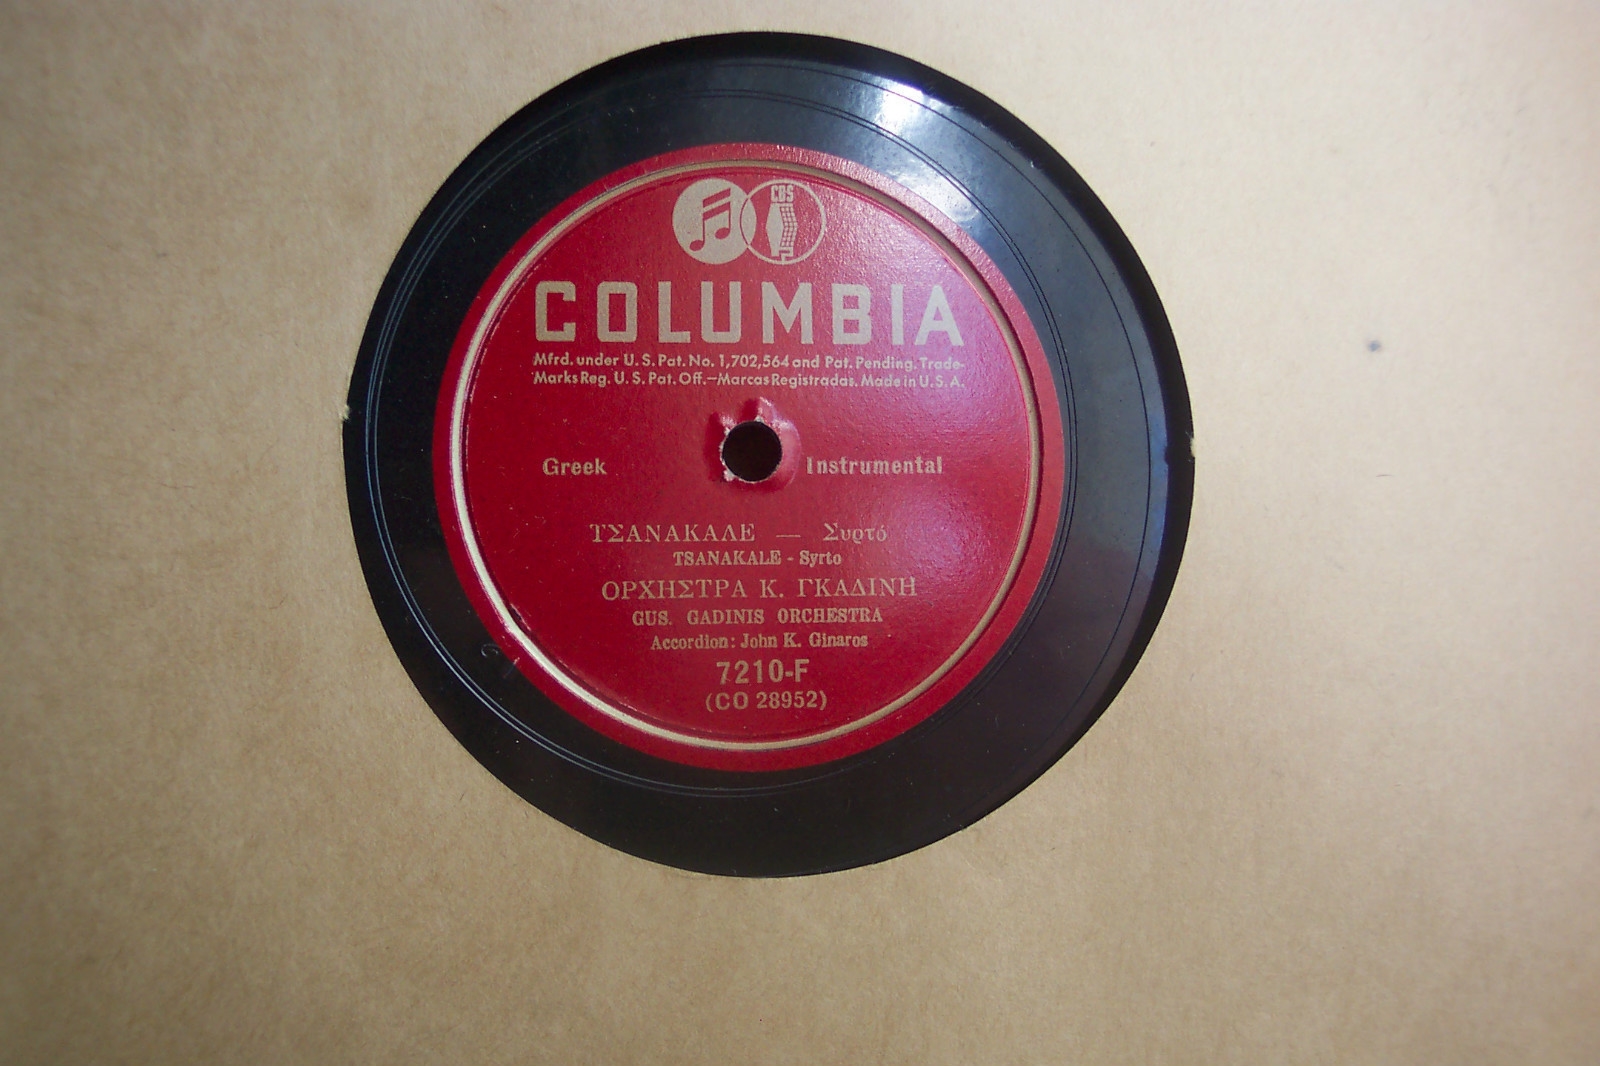 CBS
COLUMBIA
Mfrd. under U. S. Pat. No. 1,702,564 and Pat. Pending. Trade-
Marks Reg. U. S. Pat. Off.—Marcas Registradas. Made in U.S.A.
Greek Instrumental
ΤΣΑΝΑΚΑΛΕ — Συρτό
TSANAKALE - Syrto
ΟΡΧΗΣΤΡΑ Κ. ΓΚΑΔΙΝΗ
GUS. GADINIS ORCHESTRA
Accordion: John K. Ginaros
7210-F
(CO 28952)